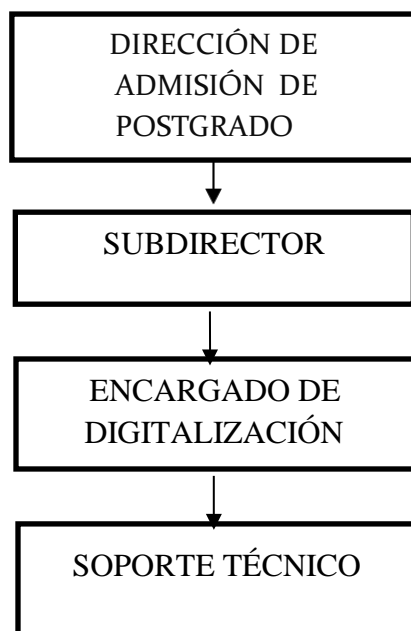 DIRECCIÓN DE
ADMISIÓN DE
POSTGRADO
SUBDIRECTOR
ENCARGADO DE
DIGITALIZACIÓN
SOPORTE TÉCNICO